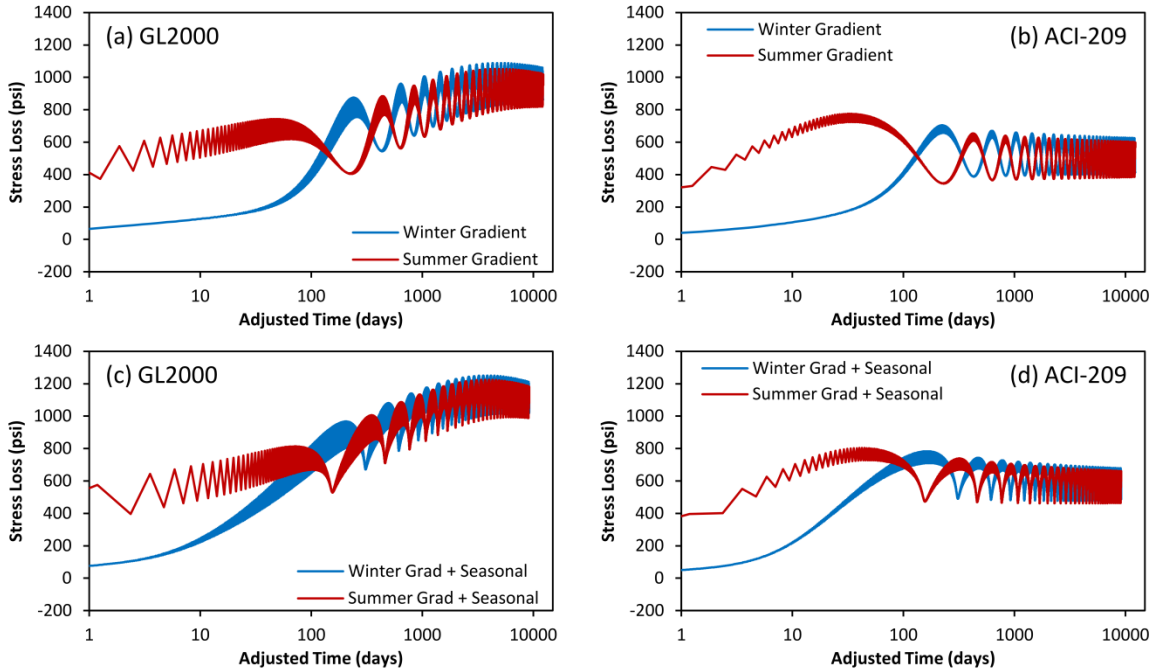 1400
1200
1000
800
600
400
200
0
-200
Stress Loss (psi)
(a) GL2000
Winter Gradient
Summer Gradient
1 10 100 1000 10000
Adjusted Time (days)
1400
1200
1000
800
600
400
200
0
-200
Stress Loss (psi)
Winter Gradient
Summer Gradient
(b) ACI-209
1 10 100 1000 10000
Adjusted Time (days)
1400
1200
1000
800
600
400
200
0
-200
Stress Loss (psi)
(c) GL2000
Winter Grad + Seasonal
Summer Grad + Seasonal
1 10 100 1000 10000
Adjusted Time (days)
1400
1200
1000
800
600
400
200
0
-200
Stress Loss (psi)
Winter Grad + Seasonal
Summer Grad + Seasonal
(d) ACI-209
1 10 100 1000 10000
Adjusted Time (days)